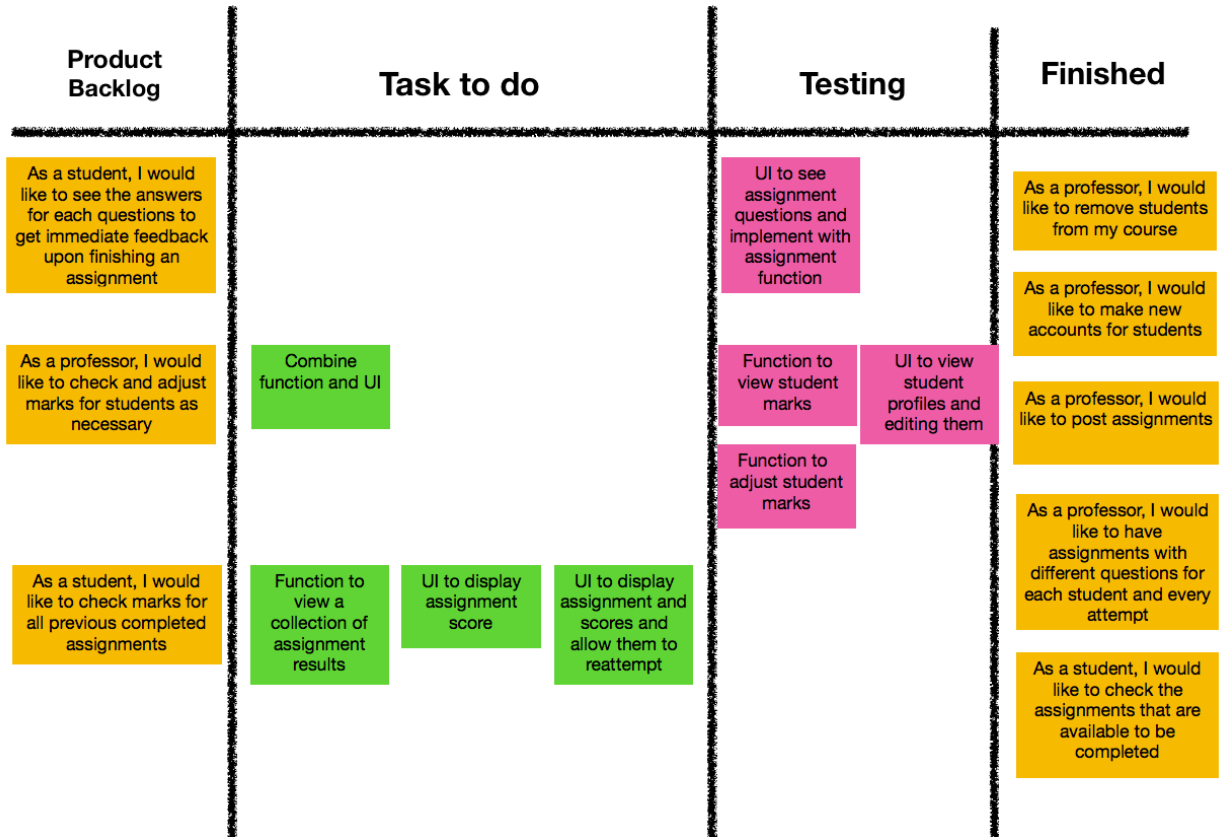 Product
Backlog
Task to do
Testing
Finished
As a student, I would
like to see the answers
for each questions to
get immediate feedback
upon finishing an
assignment
UI to see
assignment
questions and
implement with
assignment
function
As a professor, I would
like to remove students
from my course
As a professor, I would
like to make new
accounts for students
As a professor, I would
like to check and adjust
marks for students as
necessary
Combine
function and UI
Function to
view student
marks
UI to view
student
profiles and
editing them
Function to
adjust student
marks
As a professor, I would
like to post assignments
As a professor, I would
like to have
assignments with
different questions for
each student and every
attempt
As a student, I would
like to check marks for
all previous completed
assignments
Function to
view a
collection of
assignment
results
UI to display
assignment
score
UI to display
assignment and
scores and
allow them to
reattempt
As a student, I would
like to check the
assignments that are
available to be
completed